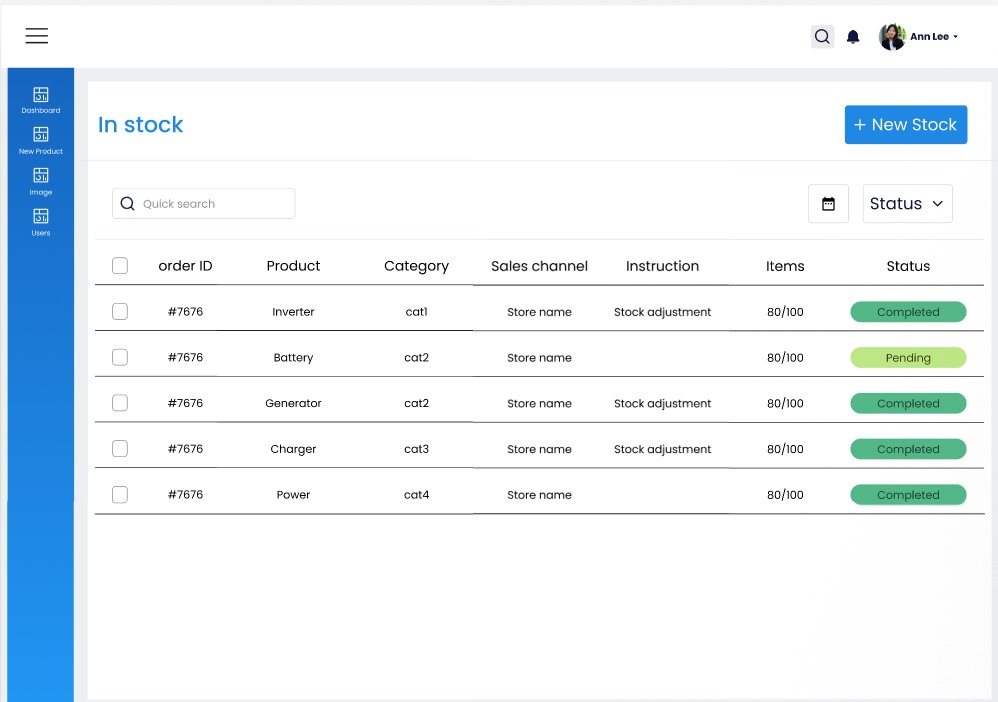 Ann Lee
Dashboard
New Product
Image
Users
In stock
+ New Stock
Quick search
Status
order ID Product Category Sales channel Instruction Items Status
#7676 Inverter cat1 Store name Stock adjustment 80/100 Completed
#7676 Battery cat2 Store name 80/100 Pending
#7676 Generator cat2 Store name Stock adjustment 80/100 Completed
#7676 Charger cat3 Store name Stock adjustment 80/100 Completed
#7676 Power cat4 Store name 80/100 Completed